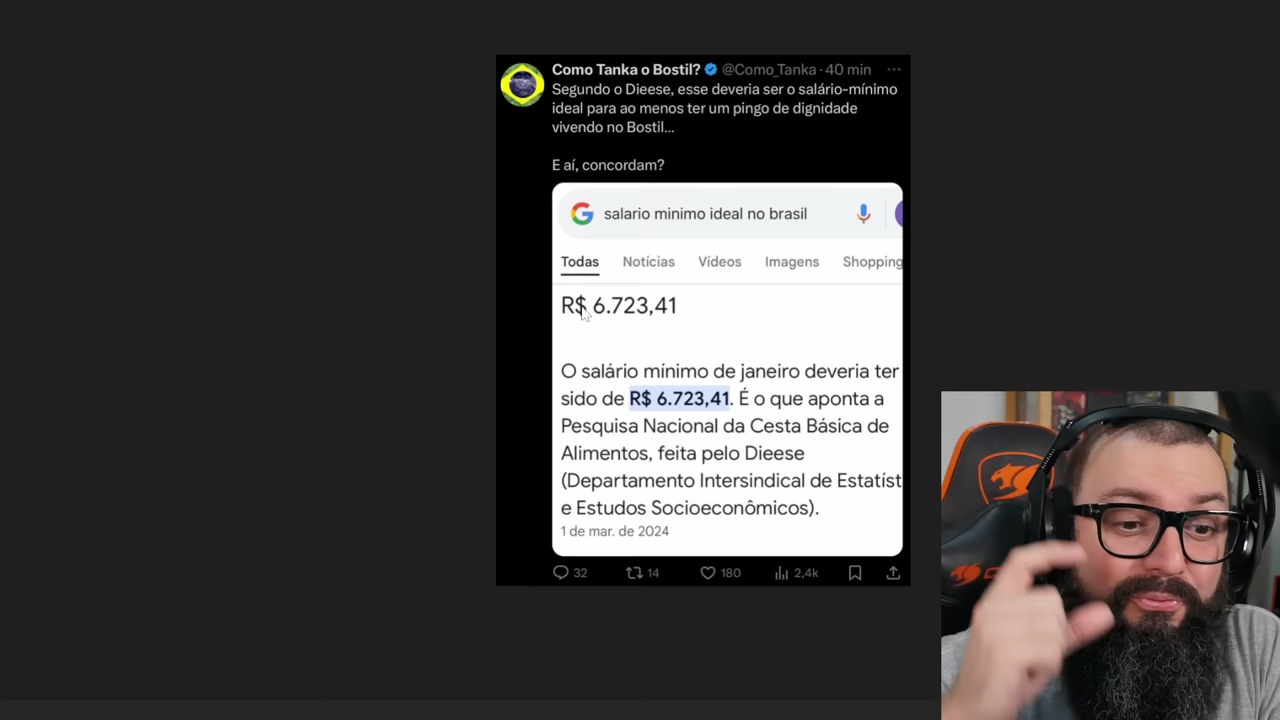 Como Tanka o Bostil? @Como_Tanka · 40 min ...
Segundo o Dieese, esse deveria ser o salário-mínimo
ideal para ao menos ter um pingo de dignidade
vivendo no Bostil...
E aí, concordam?
salario minimo ideal no brasil
Todas Notícias Vídeos Imagens Shopping
R$ 6.723,41
O salário mínimo de janeiro deveria ter
sido de R$ 6.723,41. É o que aponta a
Pesquisa Nacional da Cesta Básica de
Alimentos, feita pelo Dieese
(Departamento Intersindical de Estatíst
e Estudos Socioeconômicos).
1 de mar. de 2024
32 14 180 2,4k